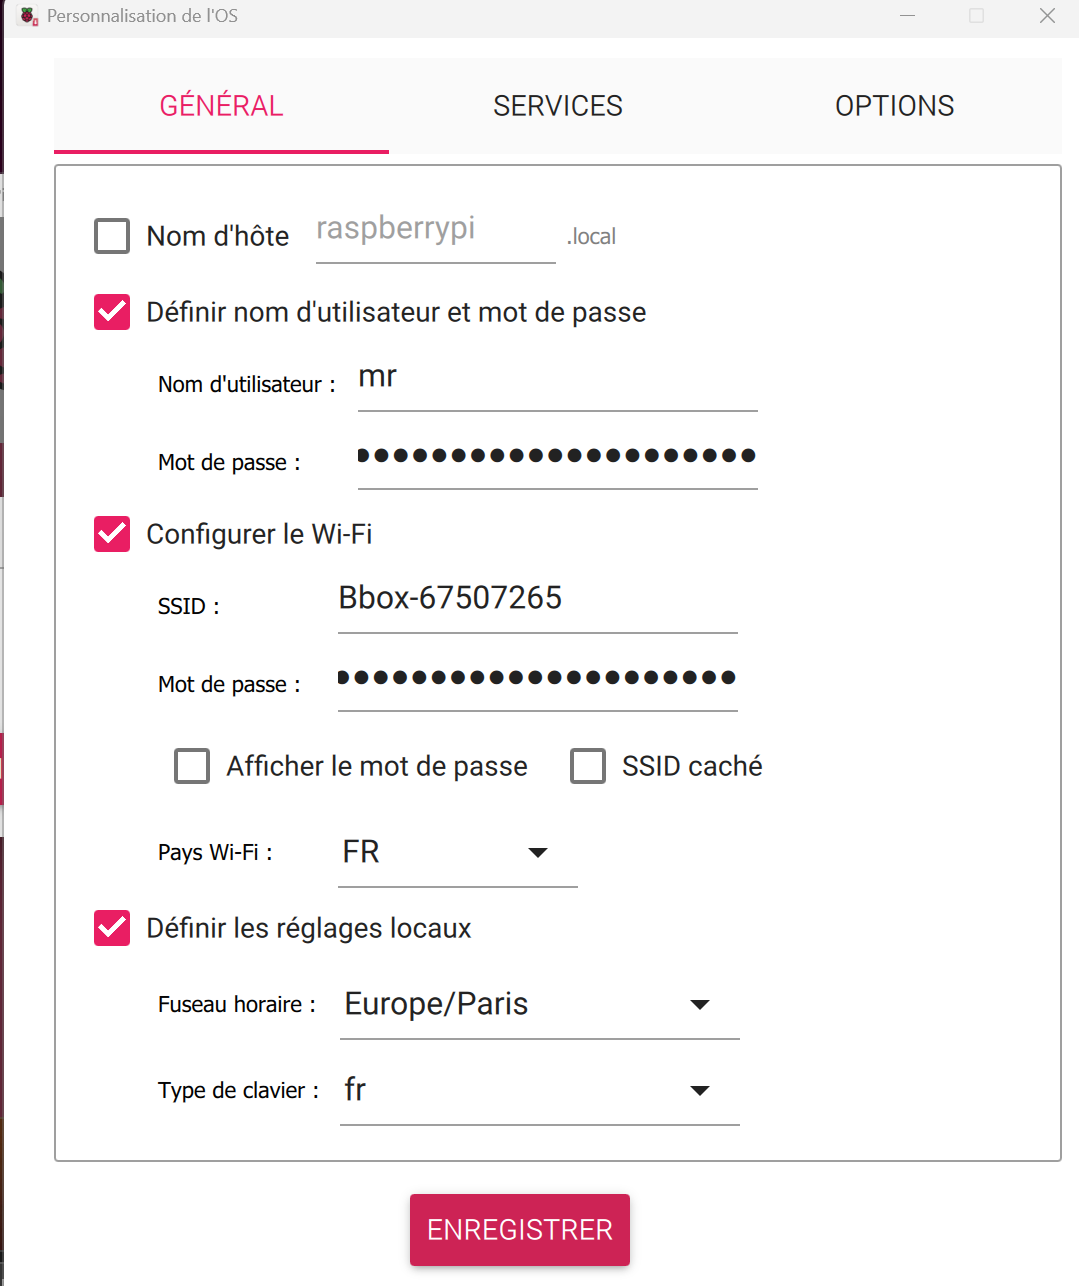 Personnalisation de l'OS
GÉNÉRAL SERVICES OPTIONS
Nom d'hôte raspberrypi .local
Définir nom d'utilisateur et mot de passe
Nom d'utilisateur : mr
Mot de passe : ●●●●●●●●●●●●●●●●●●●●●
Configurer le Wi-Fi
SSID : Bbox-67507265
Mot de passe : ●●●●●●●●●●●●●●●●●●●●●
Afficher le mot de passe SSID caché
Pays Wi-Fi : FR
Définir les réglages locaux
Fuseau horaire : Europe/Paris
Type de clavier : fr
ENREGISTRER